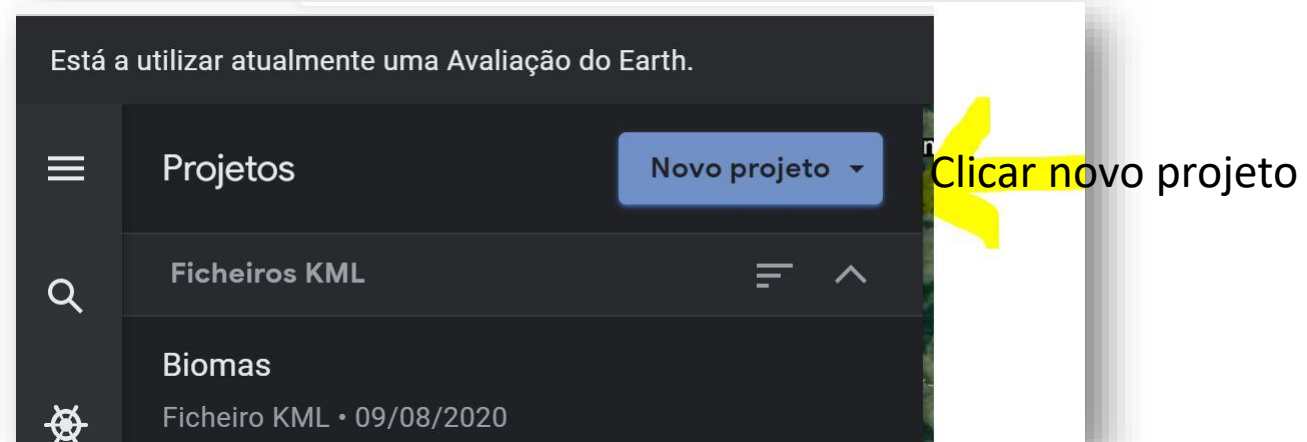 Está a utilizar atualmente uma Avaliação do Earth.
Projetos
Novo projeto
Clicar novo projeto
Ficheiros KML
Biomas
Ficheiro KML • 09/08/2020